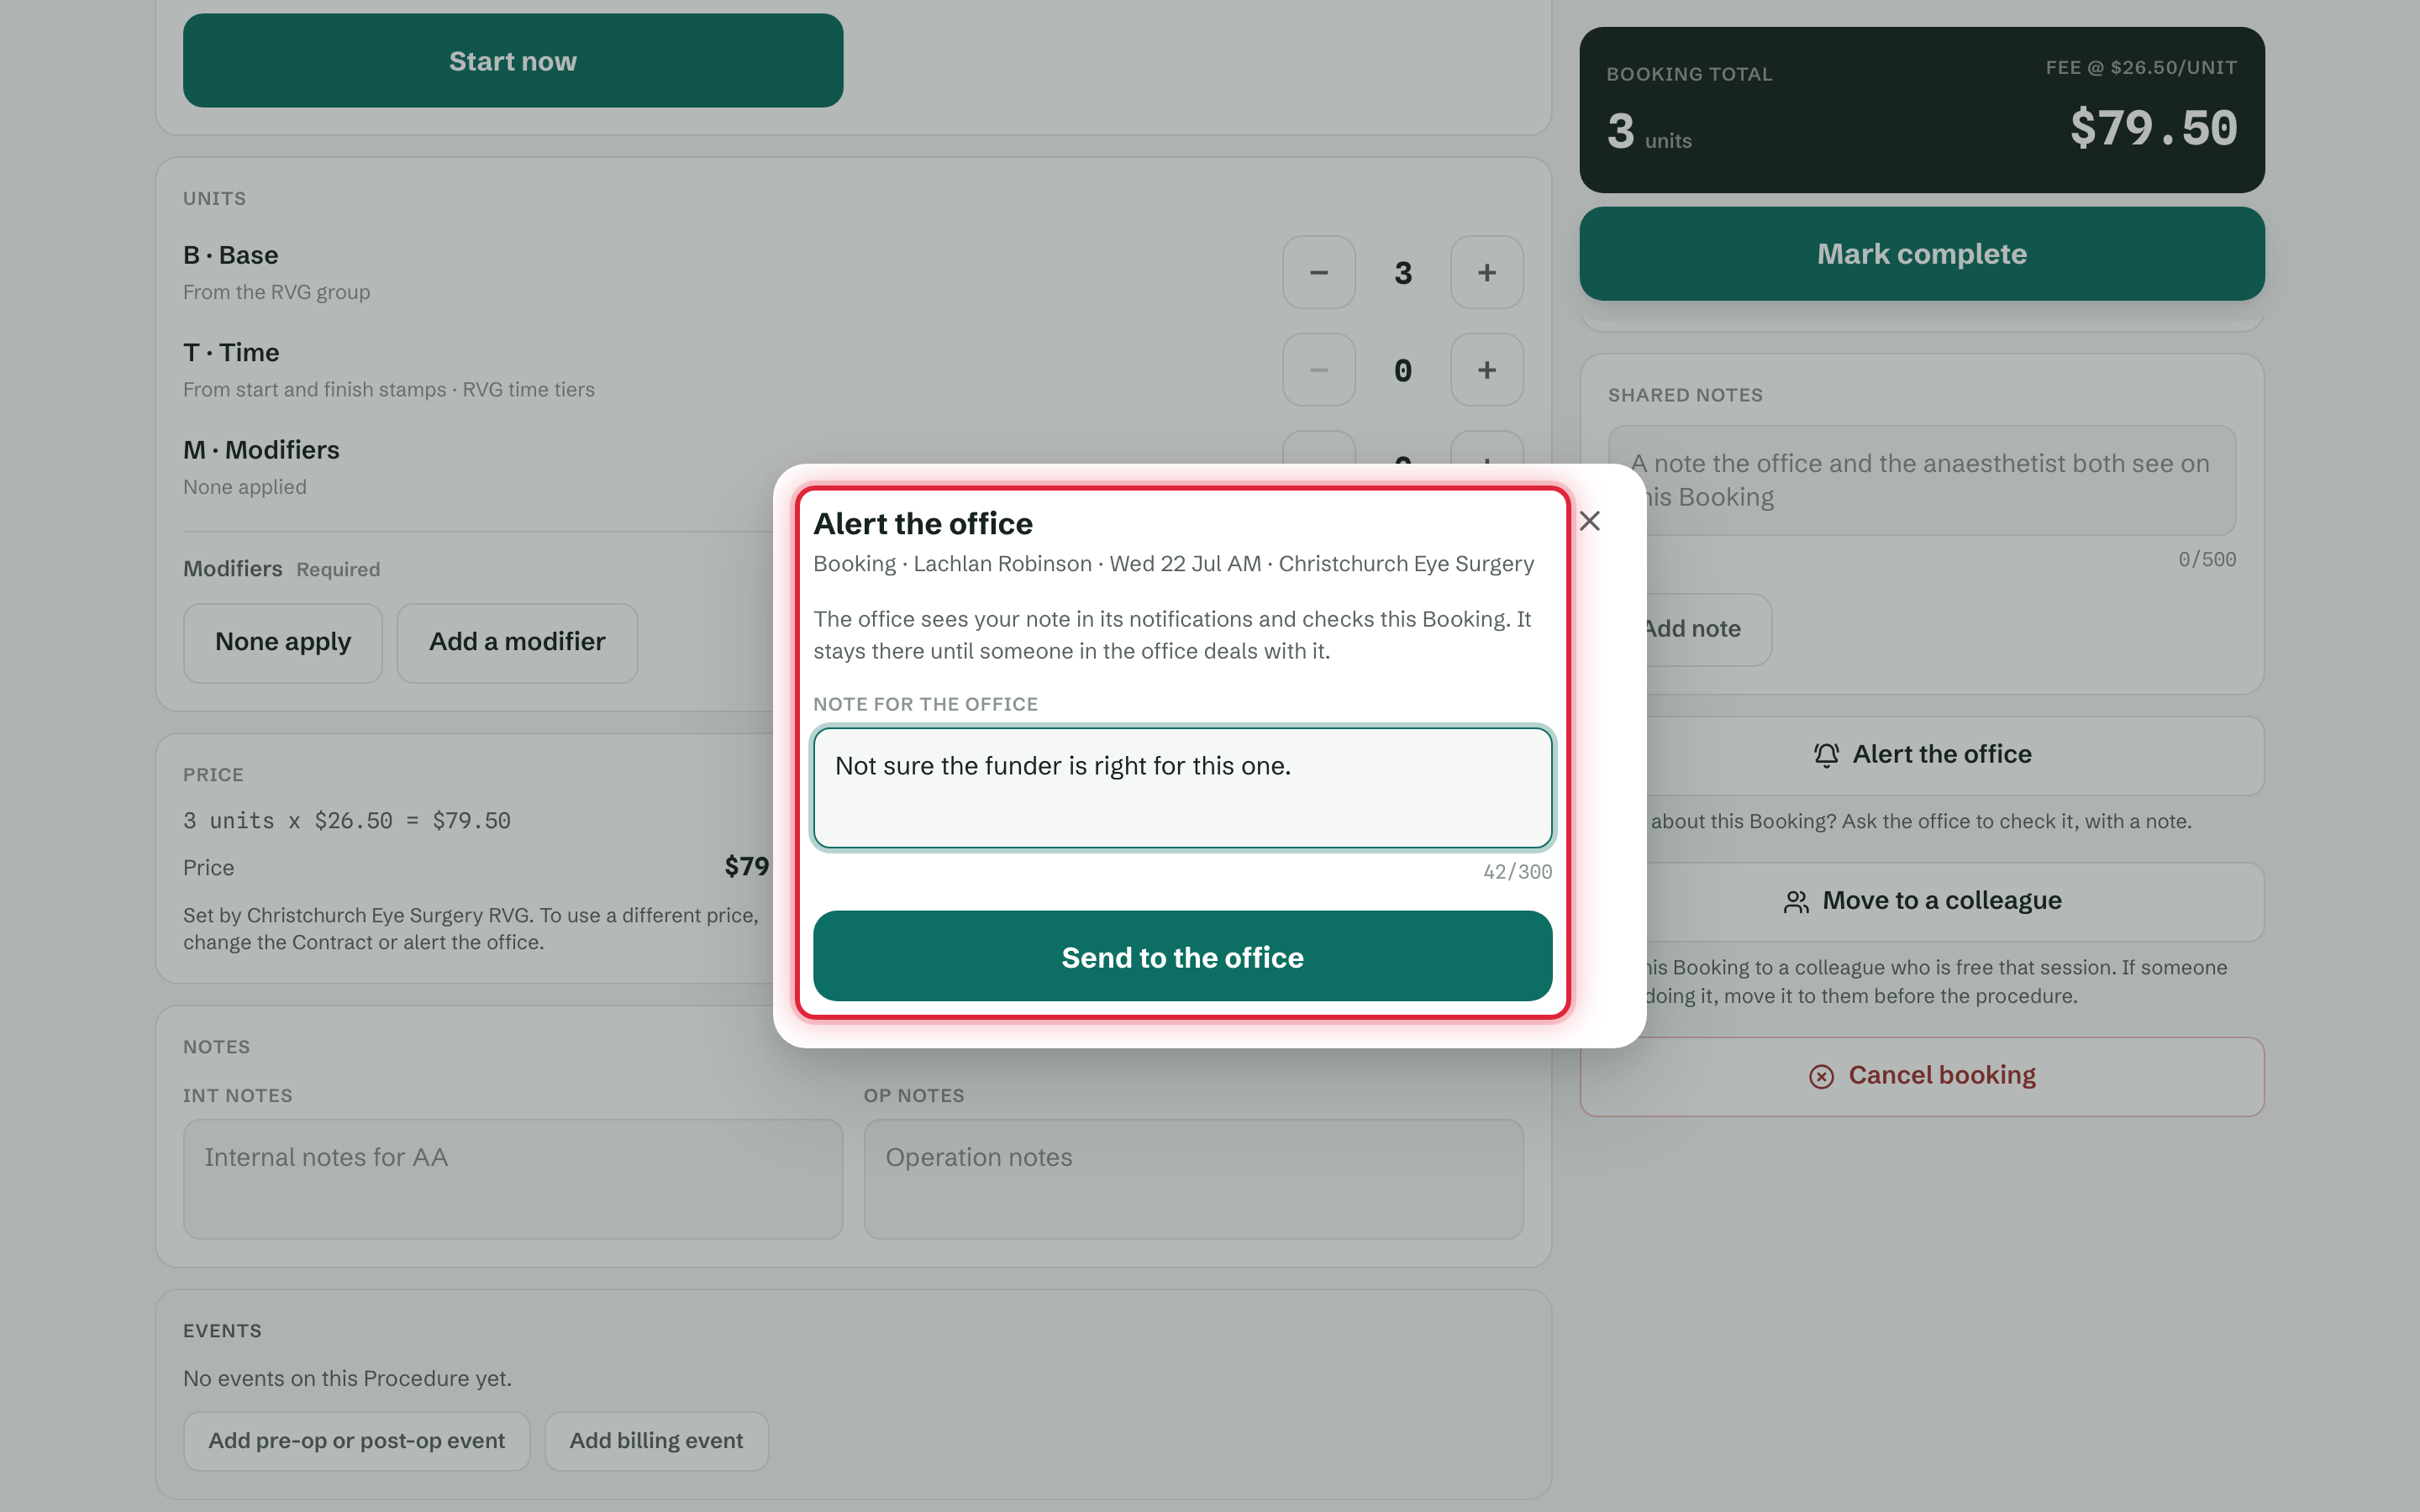 Start now
UNITS
B · Base
From the RVG group
3
T · Time
From start and finish stamps · RVG time tiers
0
M · Modifiers
None applied
Modifiers Required
None apply
Add a modifier
PRICE
3 units x $26.50 = $79.50
Price
$79
Set by Christchurch Eye Surgery RVG. To use a different price,
change the Contract or alert the office.
NOTES
INT NOTES
Internal notes for AA
OP NOTES
Operation notes
EVENTS
No events on this Procedure yet.
Add pre-op or post-op event
Add billing event
Alert the office
Booking · Lachlan Robinson · Wed 22 Jul AM · Christchurch Eye Surgery
The office sees your note in its notifications and checks this Booking. It
stays there until someone in the office deals with it.
NOTE FOR THE OFFICE
Not sure the funder is right for this one.
42/300
Send to the office
BOOKING TOTAL
FEE @ $26.50/UNIT
3 units
$79.50
Mark complete
SHARED NOTES
A note the office and the anaesthetist both see on
his Booking
0/500
Add note
Alert the office
about this Booking? Ask the office to check it, with a note.
Move to a colleague
his Booking to a colleague who is free that session. If someone
doing it, move it to them before the procedure.
Cancel booking